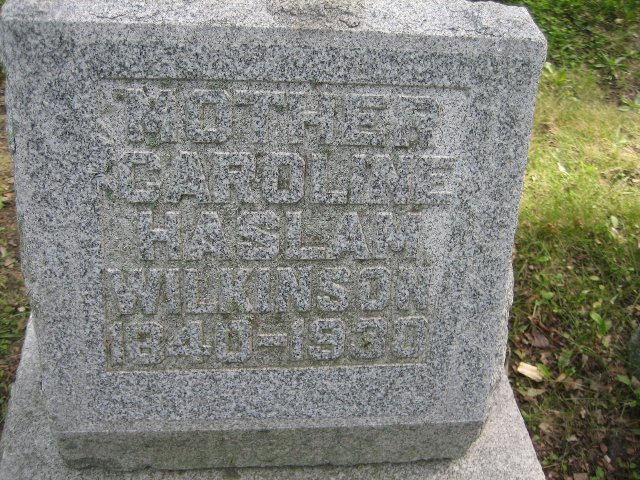 MOTHER
CAROLINE
HASLAM
WILKINSON
1840-1930